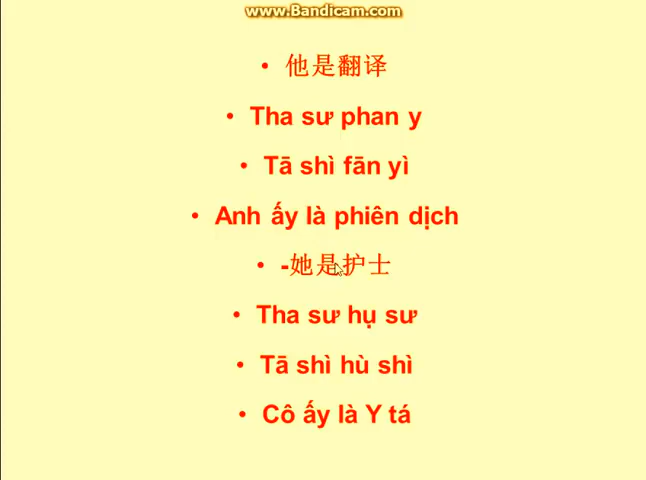 www.Bandicam.com
• 他是翻译
• Tha sư phan y
• Tā shì fān yì
• Anh ấy là phiên dịch
• -她是护士
• Tha sư hụ sư
• Tā shì hù shì
• Cô ấy là Y tá